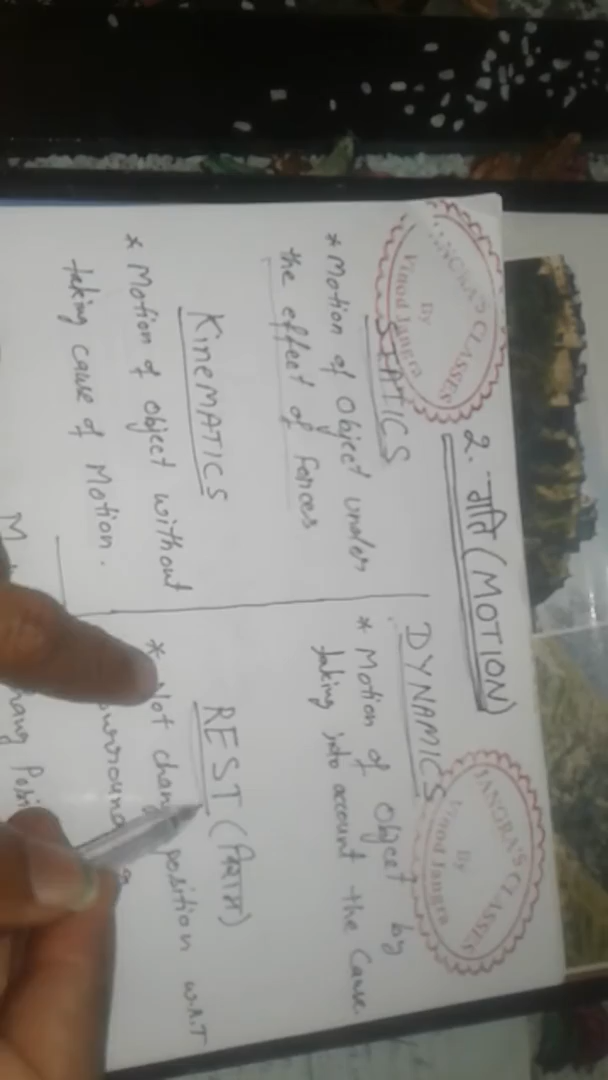 2. गति (MOTION)
JANGRA'S CLASSES
By
Vinod Jangra
STATICS
* Motion of Object under
the effect of Forces
DYNAMICS
* Motion of Object by
taking into account the Cause
JANGRA'S CLASSES
By
Vinod Jangra
KINEMATICS
* Motion of Object without
taking cause of Motion.
REST
* Not position w.r.t